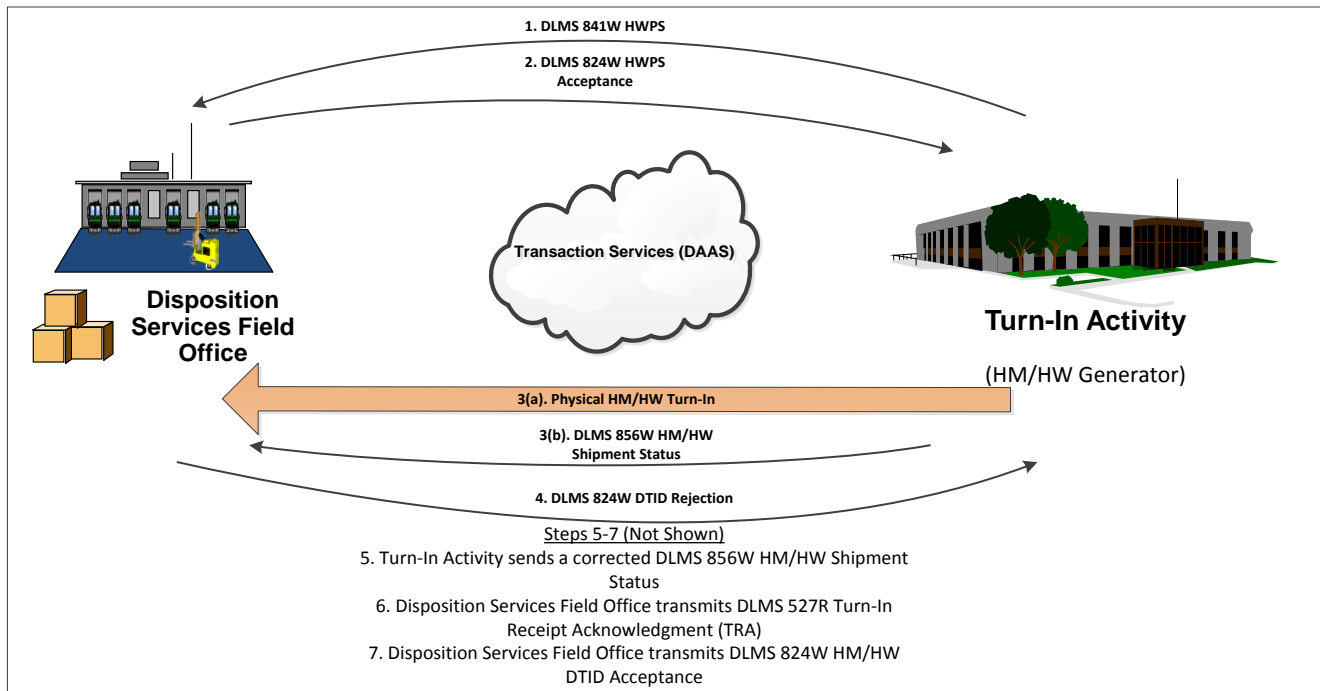 1. DLMS 841W HWPS
2. DLMS 824W HWPS
Acceptance
Transaction Services (DAAS)
Disposition
Services Field
Office
Turn-In Activity
(HM/HW Generator)
3(a). Physical HM/HW Turn-In
3(b). DLMS 856W HM/HW
Shipment Status
4. DLMS 824W DTID Rejection
Steps 5-7 (Not Shown)
5. Turn-In Activity sends a corrected DLMS 856W HM/HW Shipment
Status
6. Disposition Services Field Office transmits DLMS 527R Turn-In
Receipt Acknowledgment (TRA)
7. Disposition Services Field Office transmits DLMS 824W HM/HW
DTID Acceptance